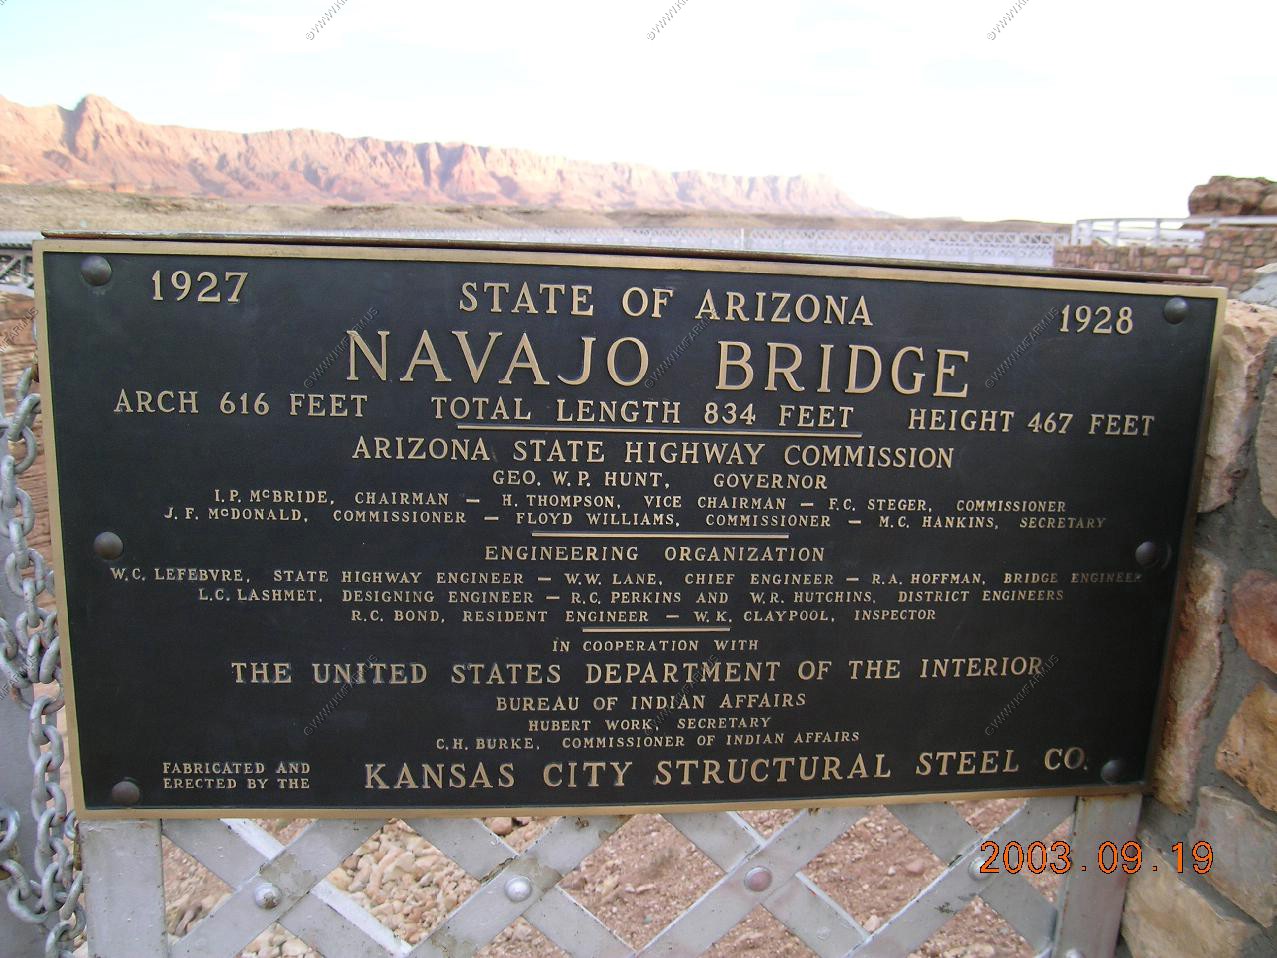 1927 STATE OF ARIZONA 1928
NAVAJO BRIDGE
ARCH 616 FEET TOTAL LENGTH 834 FEET HEIGHT 467 FEET
ARIZONA STATE HIGHWAY COMMISSION
GEO. W. P. HUNT, GOVERNOR
I. P. McBRIDE, CHAIRMAN — H. THOMPSON, VICE CHAIRMAN — F. C. STEGER, COMMISSIONER
J. F. McDONALD, COMMISSIONER — FLOYD WILLIAMS, COMMISSIONER — M. C. HANKINS, SECRETARY
ENGINEERING ORGANIZATION
W. C. LEFEBVRE, STATE HIGHWAY ENGINEER — W. W. LANE, CHIEF ENGINEER — R. A. HOFFMAN, BRIDGE ENGINEER
L. C. LASHMET, DESIGNING ENGINEER — R. C. PERKINS AND W. R. HUTCHINS, DISTRICT ENGINEERS
R. C. BOND, RESIDENT ENGINEER — W. K. CLAYPOOL, INSPECTOR
IN COOPERATION WITH
THE UNITED STATES DEPARTMENT OF THE INTERIOR
BUREAU OF INDIAN AFFAIRS
HUBERT WORK, SECRETARY
C. H. BURKE, COMMISSIONER OF INDIAN AFFAIRS
FABRICATED AND
ERECTED BY THE
KANSAS CITY STRUCTURAL STEEL CO.
2003.09.19